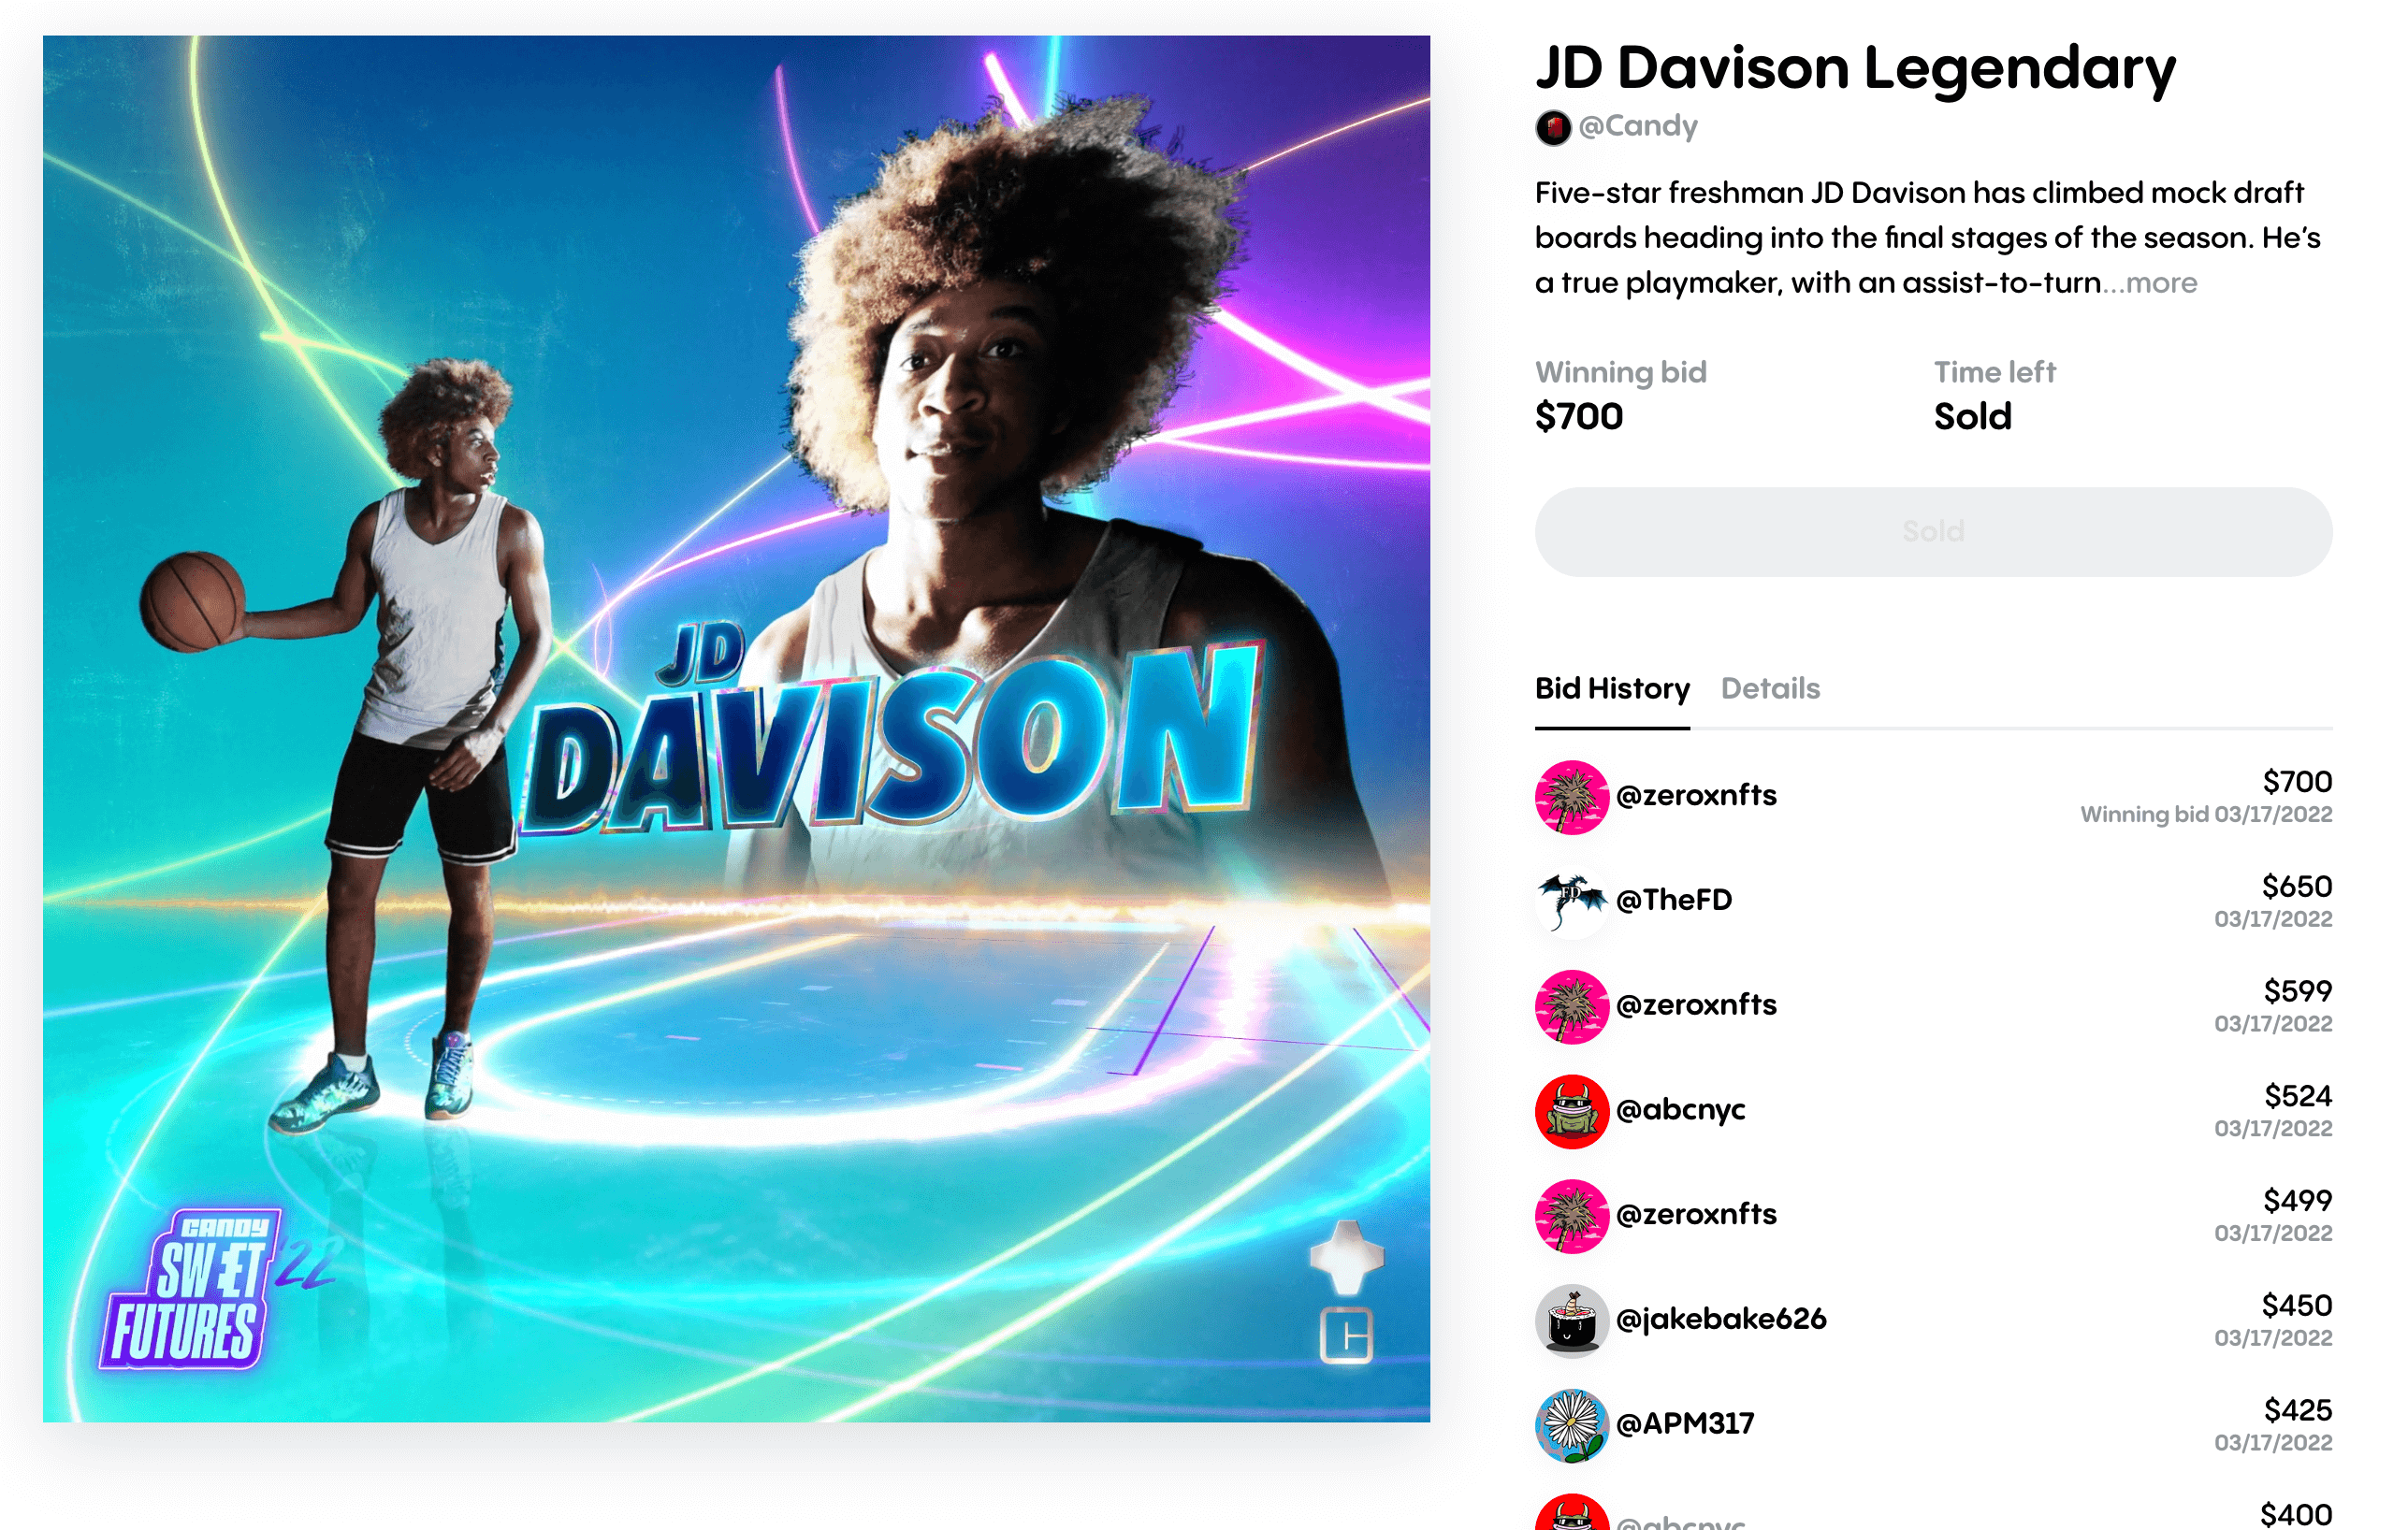 JD Davison Legendary
@Candy
Five-star freshman JD Davison has climbed mock draft
boards heading into the final stages of the season. He's
a true playmaker, with an assist-to-turn...more
Winning bid
$700
Time left
Sold
Sold
Bid History
Details
@zeroxnfts
$700
Winning bid 03/17/2022
FD
@TheFD
$650
03/17/2022
@zeroxnfts
$599
03/17/2022
@abcnyc
$524
03/17/2022
@zeroxnfts
$499
03/17/2022
@jakebake626
$450
03/17/2022
@APM317
$425
03/17/2022
@abcnyc
$400
JD
DAVISON
CANDY
SWEET
'22
FUTURES